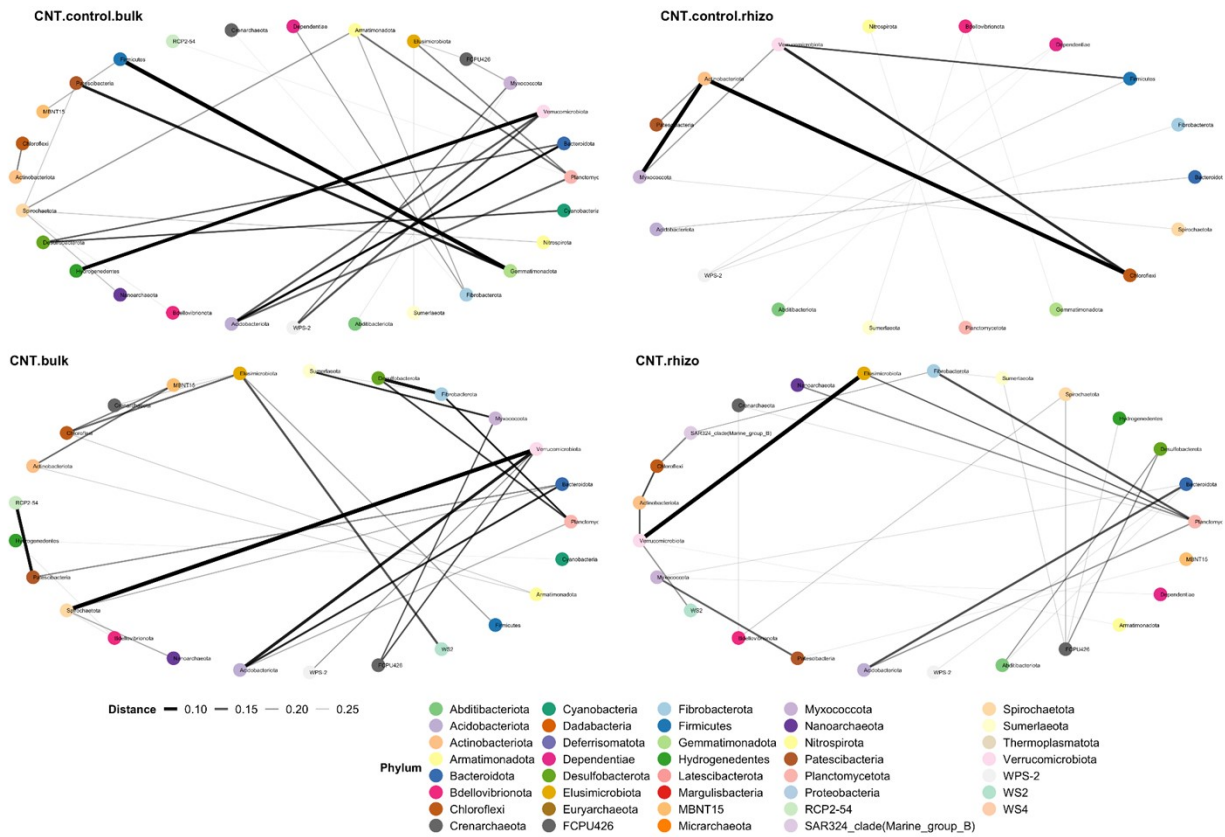 CNT.control.bulk
Dependentiae
Crenarchaeota
Armatimonadota
RCP2-54
Elusimicrobiota
Firmicutes
FCPU426
Patescibacteria
Myxococcota
MBNT15
Verrucomicrobiota
Chloroflexi
Bacteroidota
Actinobacteriota
Planctomyc
Spirochaetota
Cyanobacteria
Desulfobacterota
Nitrospirota
Hydrogenedentes
Gemmatimonadota
Nanoarchaeota
Fibrobacterota
Bdellovibrionota
Sumerlaeota
Acidobacteriota
WPS-2
Abditibacteriota
CNT.control.rhizo
Nitrospirota
Bdellovibrionota
Verrucomicrobiota
Dependentiae
Actinobacteriota
Firmicutes
Patescibacteria
Fibrobacterota
Myxococcota
Bacteroidot
Acidobacteriota
Spirochaetota
WPS-2
Chloroflexi
Abditibacteriota
Gemmatimonadota
Sumerlaeota
Planctomycetota
CNT.bulk
Elusimicrobiota
Sumerlaeota
MBNT15
Desulfobacterota
Crenarchaeota
Fibrobacterota
Chloroflexi
Myxococcota
Actinobacteriota
Verrucomicrobiota
RCP2-54
Bacteroidota
Hydrogenedentes
Planctomyc
Patescibacteria
Cyanobacteria
Spirochaetota
Armatimonadota
Bdellovibrionota
Firmicutes
Nanoarchaeota
WS2
Acidobacteriota
WPS-2
FCPU426
CNT.rhizo
Elusimicrobiota
Fibrobacterota
Nanoarchaeota
Sumerlaeota
Crenarchaeota
Spirochaetota
SAR324_clade(Marine_group_B)
Hydrogenedentes
Chloroflexi
Desulfobacterota
Actinobacteriota
Bacteroidota
Verrucomicrobiota
Planctomyc
Myxococcota
MBNT15
WS2
Dependentiae
Bdellovibrionota
Armatimonadota
Patescibacteria
FCPU426
Acidobacteriota
WPS-2
Abditibacteriota
Distance 0.10 0.15 0.20 0.25
Phylum
Abditibacteriota
Acidobacteriota
Actinobacteriota
Armatimonadota
Bacteroidota
Bdellovibrionota
Chloroflexi
Crenarchaeota
Cyanobacteria
Dadabacteria
Deferrisomatota
Dependentiae
Desulfobacterota
Elusimicrobiota
Euryarchaeota
FCPU426
Fibrobacterota
Firmicutes
Gemmatimonadota
Hydrogenedentes
Latescibacterota
Margulisbacteria
MBNT15
Micrarchaeota
Myxococcota
Nanoarchaeota
Nitrospirota
Patescibacteria
Planctomycetota
Proteobacteria
RCP2-54
SAR324_clade(Marine_group_B)
Spirochaetota
Sumerlaeota
Thermoplasmatota
Verrucomicrobiota
WPS-2
WS2
WS4